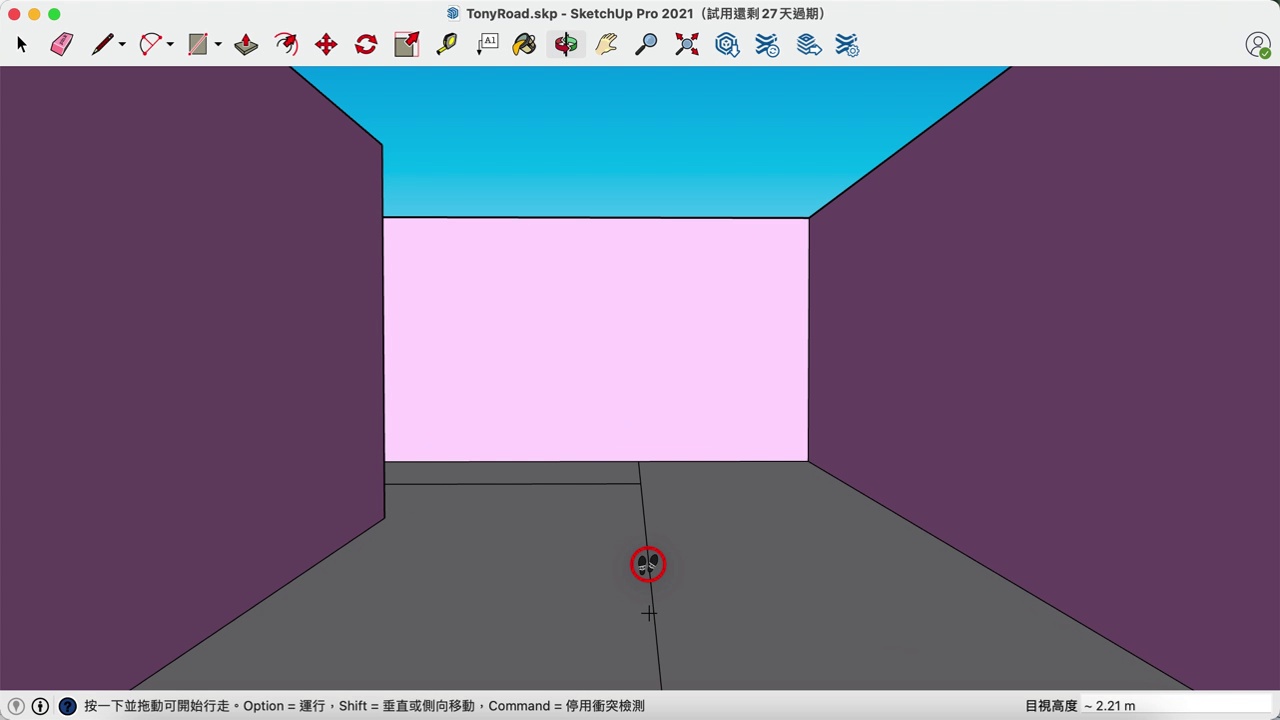 TonyRoad.skp - SketchUp Pro 2021（試用還剩 27 天過期）
A1
按一下並拖動可開始行走。Option = 運行，Shift = 垂直或側向移動，Command = 停用衝突檢測
目視高度 ~ 2.21 m